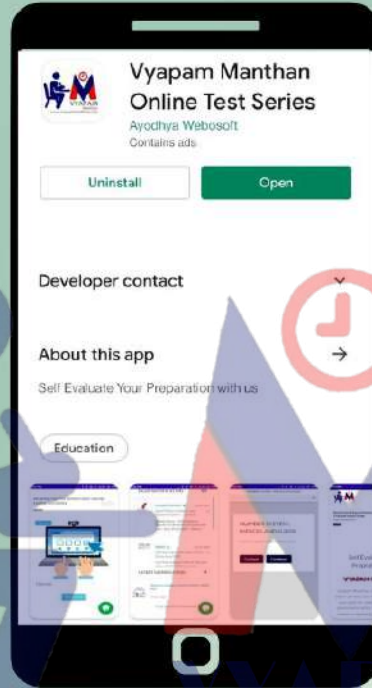 Vyapam Manthan
Online Test Series
Ayodhya Webosoft
Contains ads
Uninstall
Open
Developer contact
About this app
Self Evaluate Your Preparation with us
Education